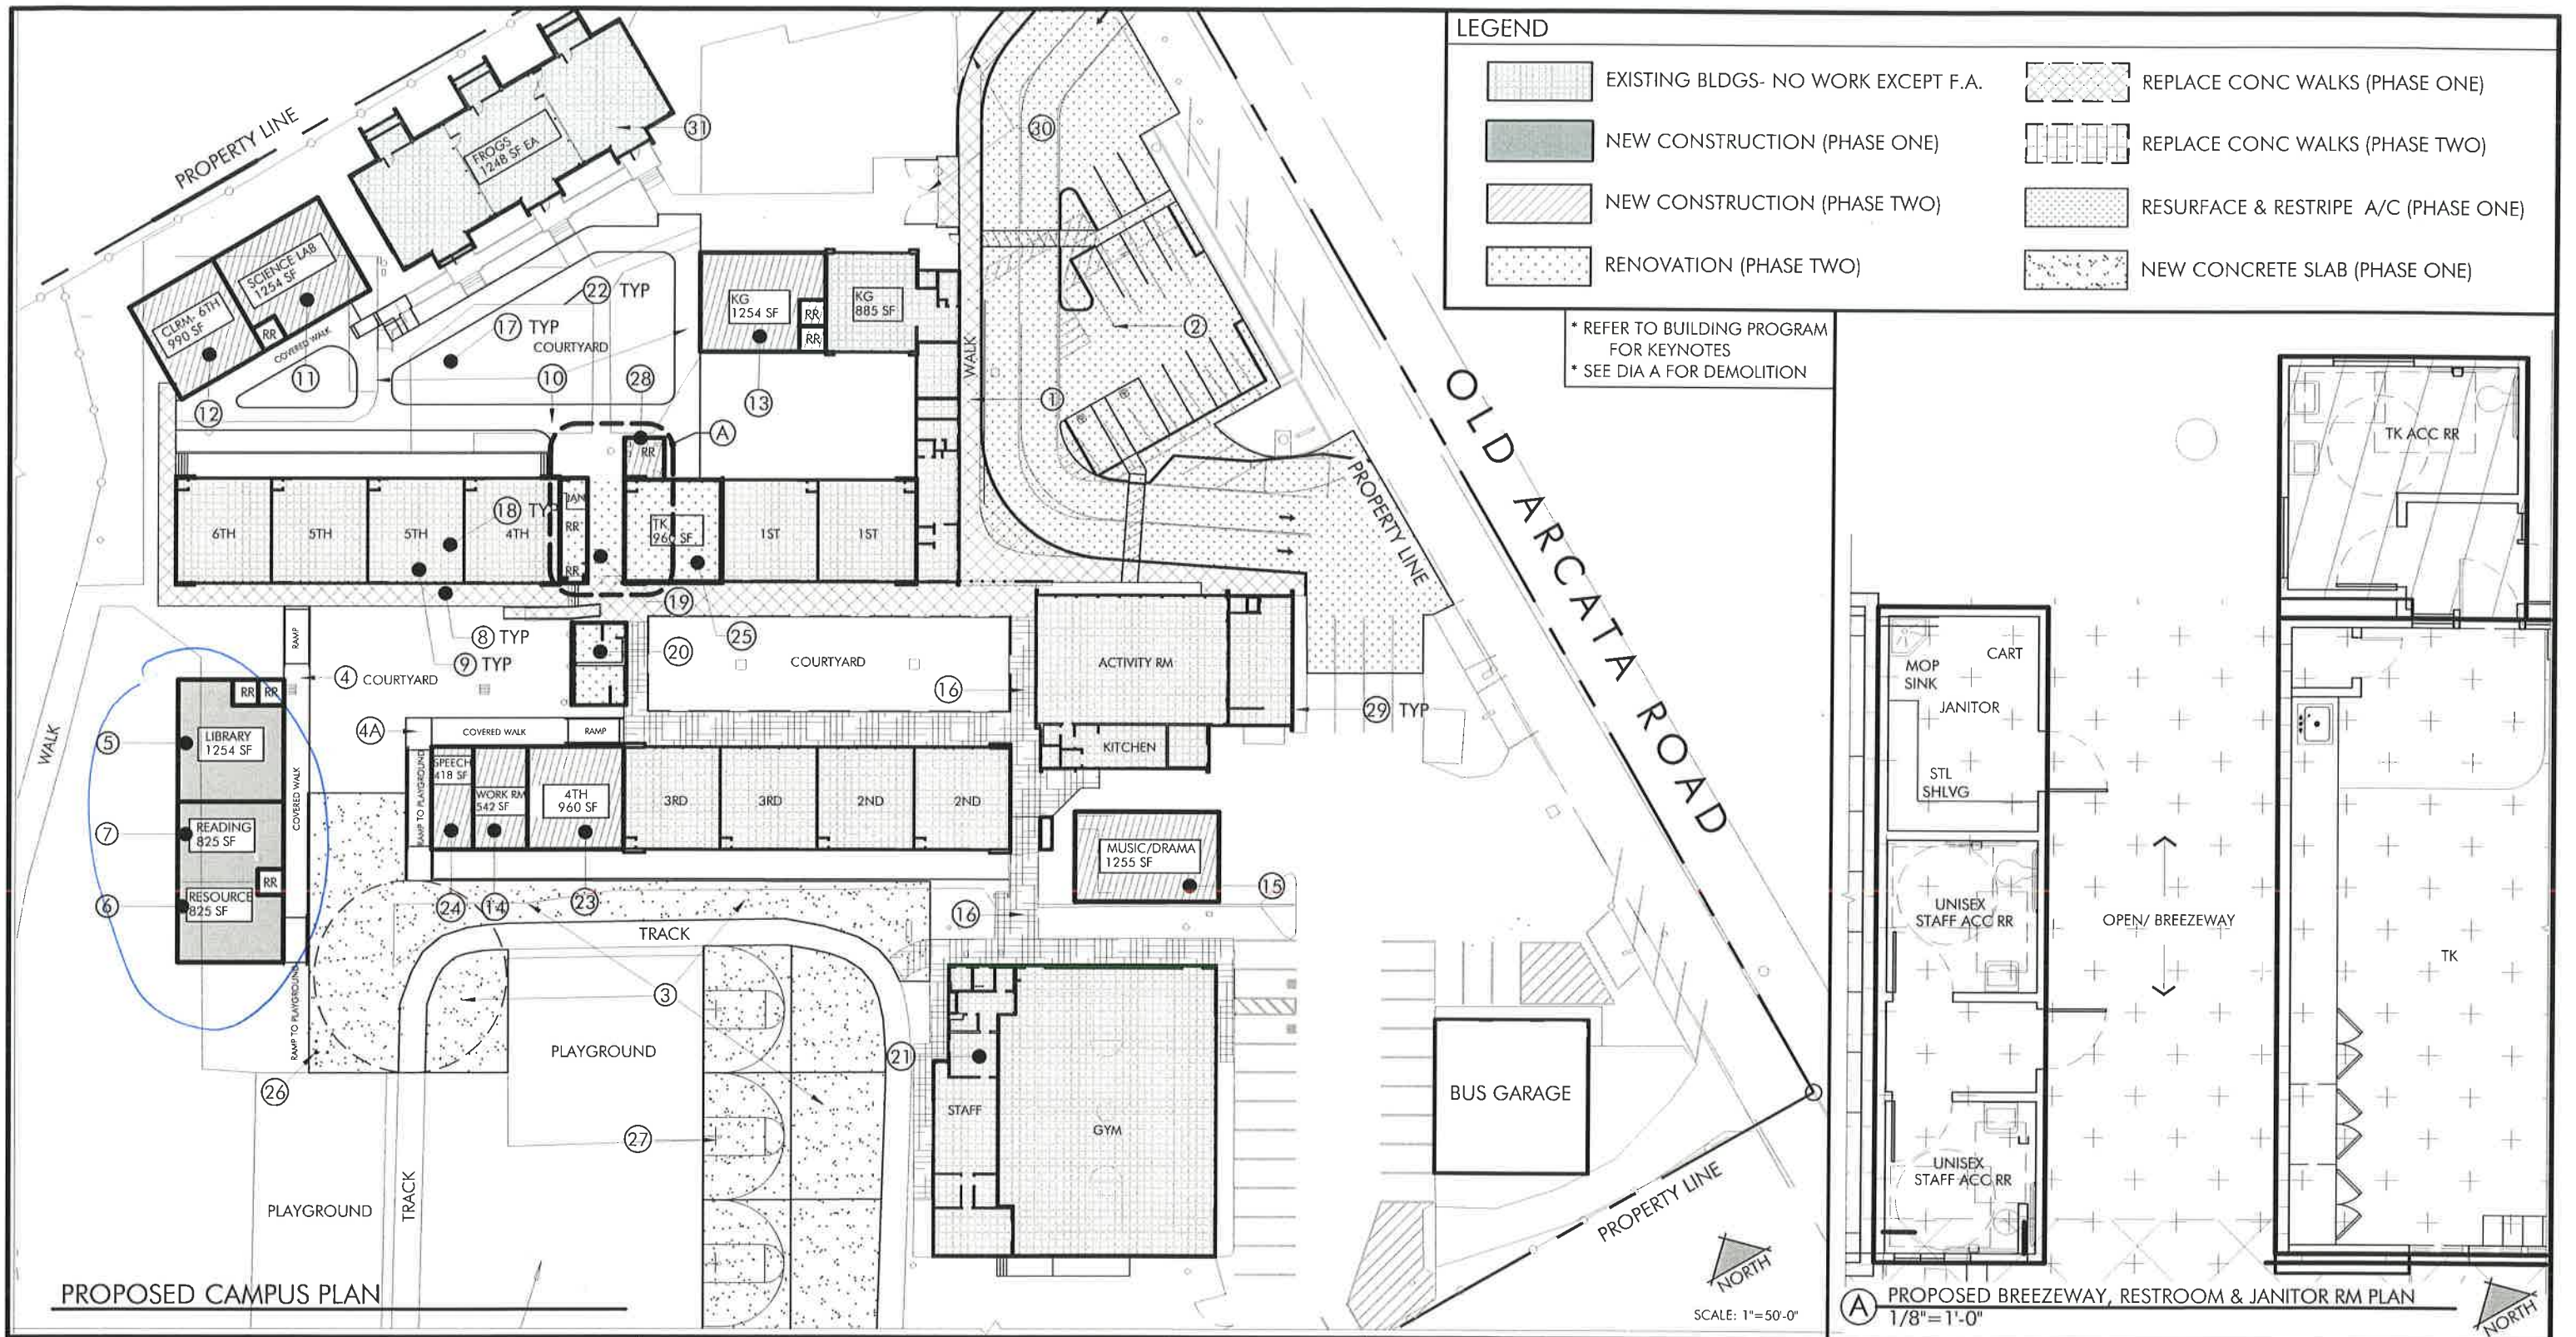 LEGEND
EXISTING BLDGS- NO WORK EXCEPT F.A.
NEW CONSTRUCTION (PHASE ONE)
NEW CONSTRUCTION (PHASE TWO)
RENOVATION (PHASE TWO)
REPLACE CONC WALKS (PHASE ONE)
REPLACE CONC WALKS (PHASE TWO)
RESURFACE & RESTRIPE A/C (PHASE ONE)
NEW CONCRETE SLAB (PHASE ONE)
* REFER TO BUILDING PROGRAM
FOR KEYNOTES
* SEE DIA A FOR DEMOLITION
PROPERTY LINE
FROGS
1248 SF EA
31
30
SCIENCE LAB
1254 SF
CLRM- 6TH
990 SF
RR
COVERED WALK
11
12
22 TYP
17 TYP
COURTYARD
10
28
KG
1254 SF
RR
RR
KG
885 SF
13
WALK
1
2
A
RR
6TH
5TH
5TH
18 TYP
4TH
JAN
RR
RR
TK
960 SF
1ST
1ST
PROPERTY LINE
OLD ARCATA ROAD
19
8 TYP
9 TYP
25
20
COURTYARD
ACTIVITY RM
16
29 TYP
KITCHEN
RAMP
4 COURTYARD
4A
COVERED WALK
RAMP
WALK
5
RR RR
LIBRARY
1254 SF
7
READING
825 SF
RR
6
RESOURCE
825 SF
COVERED WALK
RAMP TO PLAYGROUND
RAMP TO PLAYGROUND
SPEECH
418 SF
WORK RM
542 SF
4TH
960 SF
3RD
3RD
2ND
2ND
MUSIC/DRAMA
1255 SF
15
24
14
23
16
TRACK
3
26
PLAYGROUND
27
21
STAFF
GYM
BUS GARAGE
PLAYGROUND
TRACK
PROPERTY LINE
NORTH
SCALE: 1"=50'-0"
PROPOSED CAMPUS PLAN
TK ACC RR
MOP
SINK
CART
JANITOR
STL
SHLVG
UNISEX
STAFF ACC RR
OPEN/ BREEZEWAY
TK
UNISEX
STAFF ACC RR
A
PROPOSED BREEZEWAY, RESTROOM & JANITOR RM PLAN
1/8"=1'-0"
NORTH